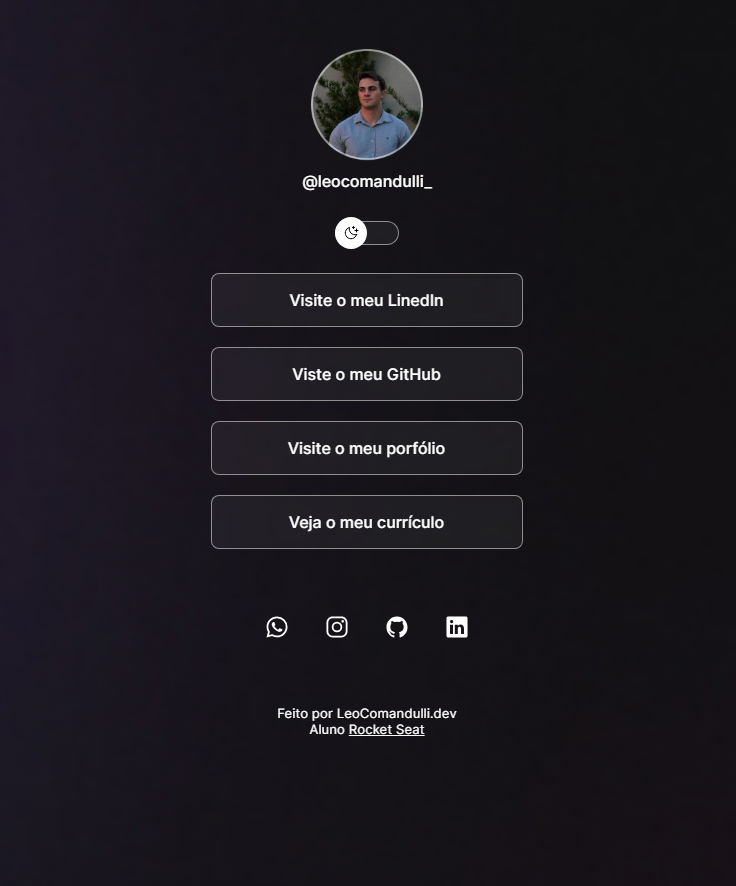 @leocomandulli_
Visite o meu LinedIn
Viste o meu GitHub
Visite o meu porfólio
Veja o meu currículo
in
Feito por LeoComandulli.dev
Aluno Rocket Seat